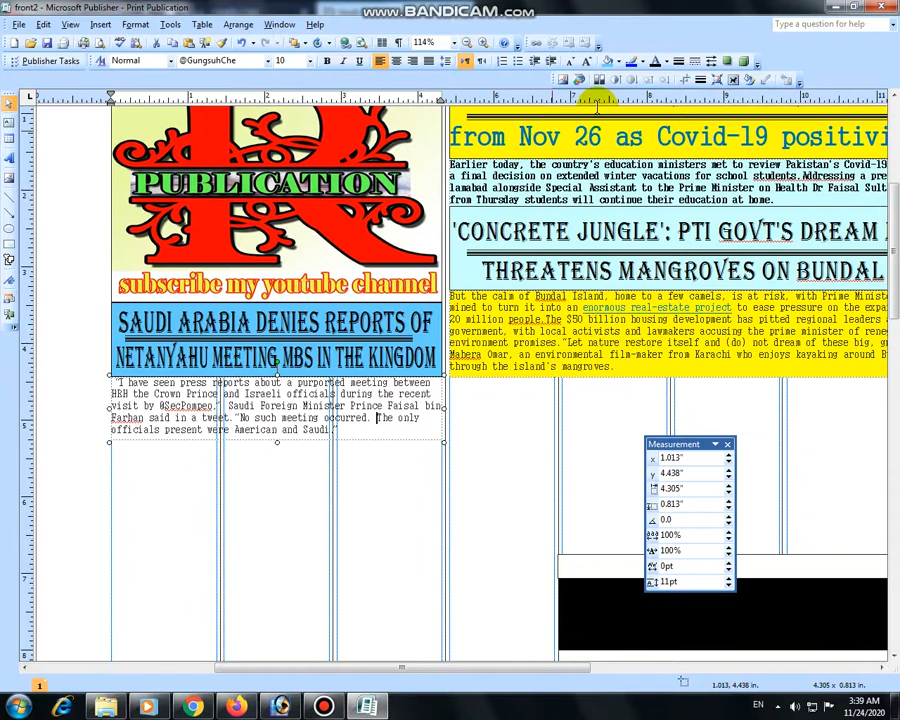 front2 - Microsoft Publisher - Print Publication
www.BANDICAM.com
File Edit View Insert Format Tools Table Arrange Window Help
Type a question for help
114%
Publisher Tasks
Normal
@GungsuhChe
10
PUBLICATION
subscribe my youtube channel
SAUDI ARABIA DENIES REPORTS OF
NETANYAHU MEETING MBS IN THE KINGDOM
"I have seen press reports about a purported meeting between
HRH the Crown Prince and Israeli officials during the recent
visit by @SecPompeo." Saudi Foreign Minister Prince Faisal bin
Farhan said in a tweet."No such meeting occurred. The only
officials present were American and Saudi."
from Nov 26 as Covid-19 positivi
Earlier today, the country's education ministers met to review Pakistan's Covid-19
a final decision on extended winter vacations for school students.Addressing a pre
lamabad alongside Special Assistant to the Prime Minister on Health Dr Faisal Sult
from Thursday students will continue their education at home.
'CONCRETE JUNGLE': PTI GOVT'S DREAM
THREATENS MANGROVES ON BUNDAL
But the calm of Bundal Island, home to a few camels, is at risk, with Prime Ministe
mined to turn it into an enormous real-estate project to ease pressure on the expa
20 million people.The $50 billion housing development has pitted regional leaders
government, with local activists and lawmakers accusing the prime minister of rene
provisions."Let nature restore itself and (do) not dream of these big, gr
Mahera Omar, an environmental film-maker from Karachi who enjoys kayaking around B
through the island's mangroves.
Measurement
x 1.013"
y 4.438"
4.305"
0.813"
0.0
100%
100%
0pt
11pt
1
1.013, 4.438 in.
4.305 x 0.813 in.
EN
3:39 AM
11/24/2020